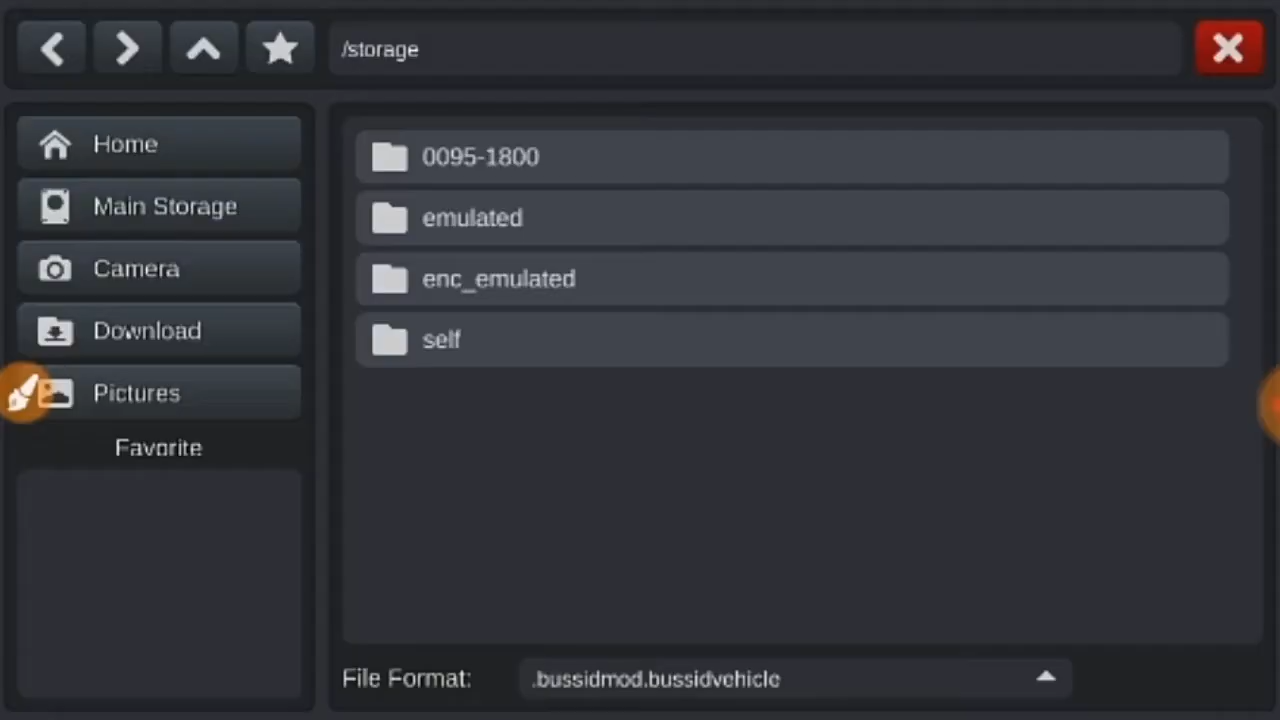 /storage
Home
Main Storage
Camera
Download
Pictures
Favorite
0095-1800
emulated
enc_emulated
self
File Format:
.bussidmod.bussidvehicle